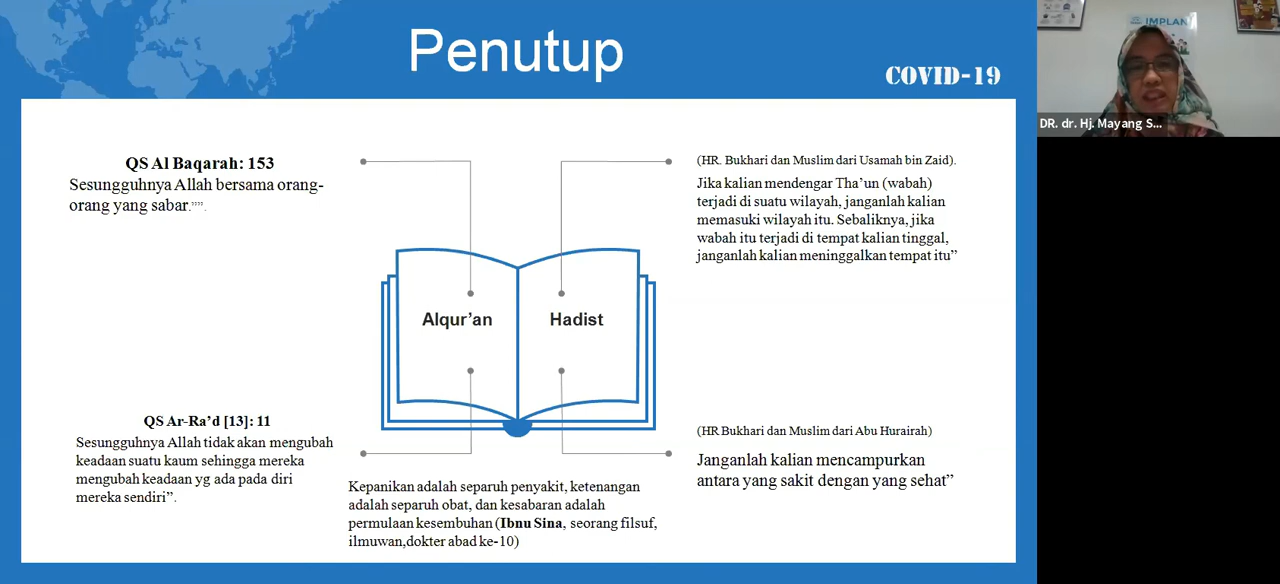 Penutup
COVID-19
QS Al Baqarah: 153
Sesungguhnya Allah bersama orang-
orang yang sabar.””.
(HR. Bukhari dan Muslim dari Usamah bin Zaid).
Jika kalian mendengar Tha’un (wabah)
terjadi di suatu wilayah, janganlah kalian
memasuki wilayah itu. Sebaliknya, jika
wabah itu terjadi di tempat kalian tinggal,
janganlah kalian meninggalkan tempat itu”
Alqur’an
Hadist
QS Ar-Ra’d [13]: 11
Sesungguhnya Allah tidak akan mengubah
keadaan suatu kaum sehingga mereka
mengubah keadaan yg ada pada diri
mereka sendiri”.
Kepanikan adalah separuh penyakit, ketenangan
adalah separuh obat, dan kesabaran adalah
permulaan kesembuhan (Ibnu Sina, seorang filsuf,
ilmuwan,dokter abad ke-10)
(HR Bukhari dan Muslim dari Abu Hurairah)
Janganlah kalian mencampurkan
antara yang sakit dengan yang sehat”
IMPLAN
DR. dr. Hj. Mayang S...